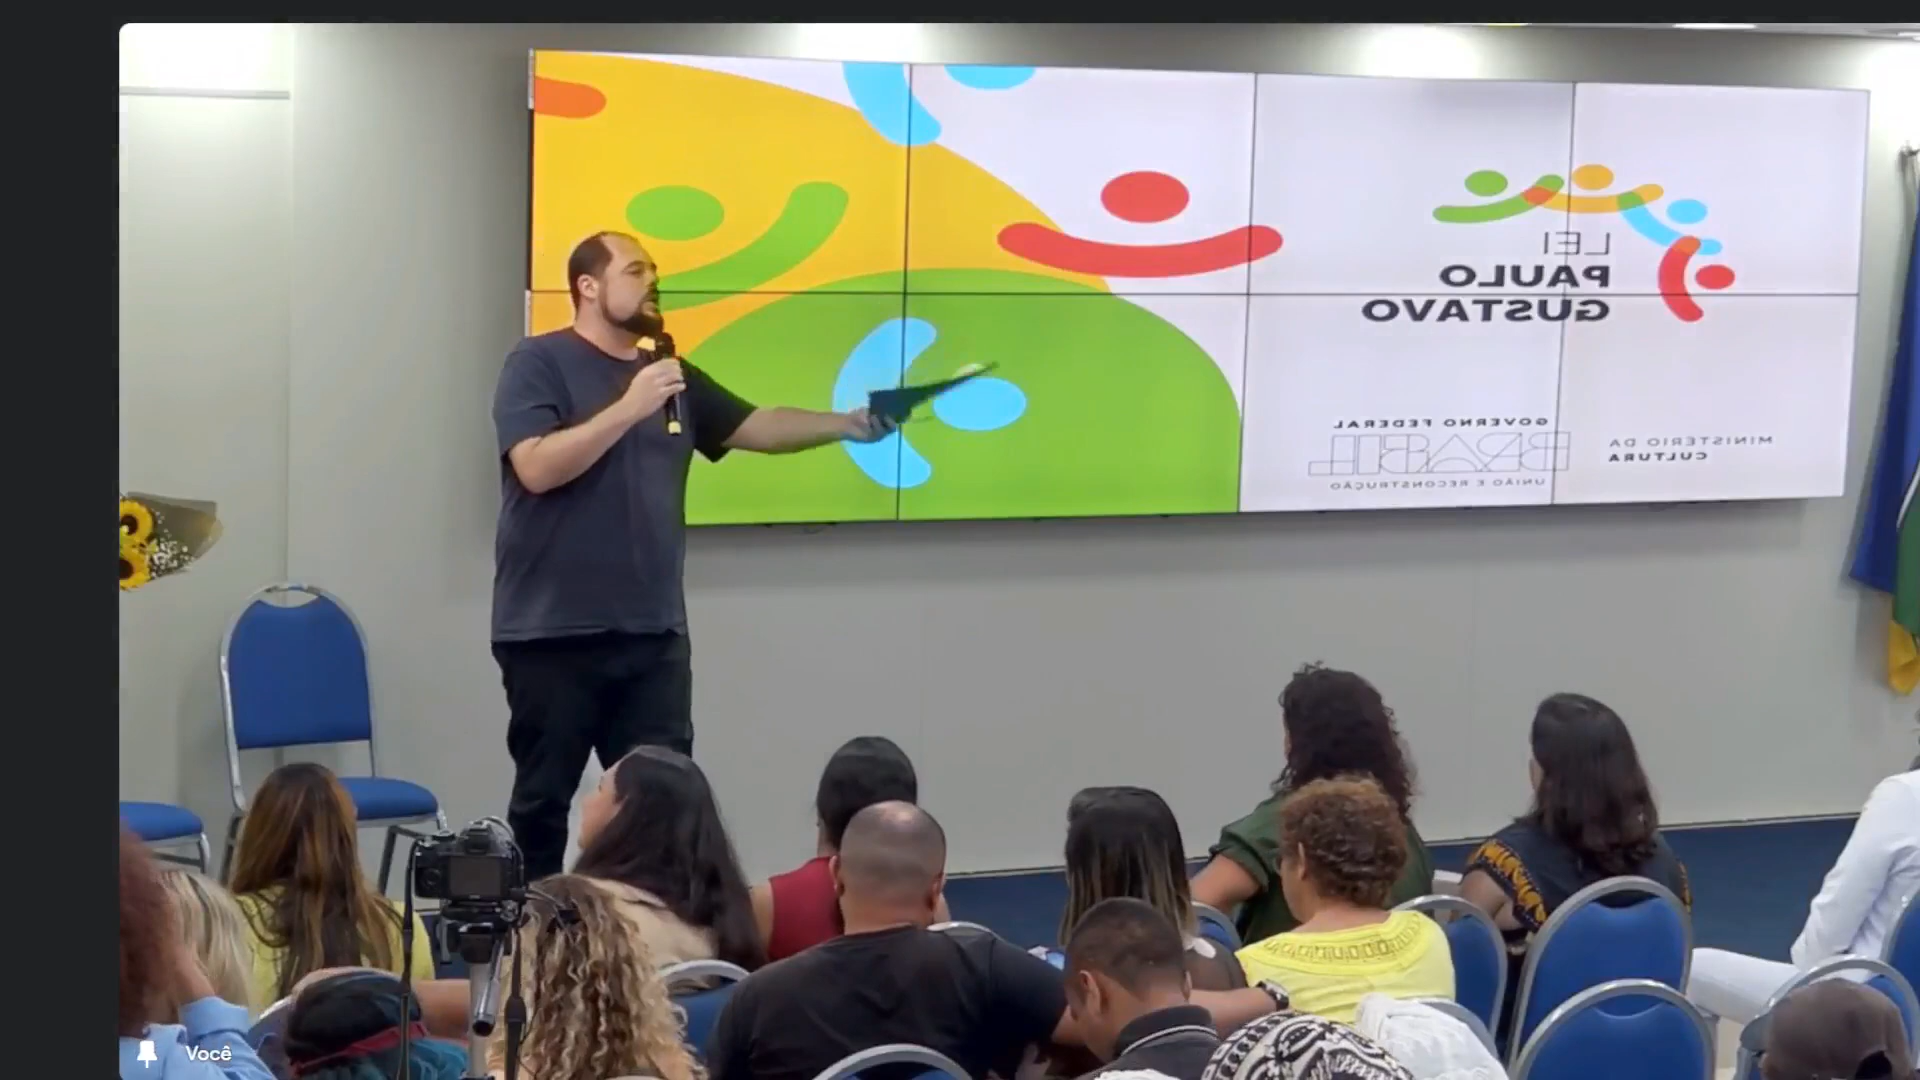 LEI
PAULO
GUSTAVO
GOVERNO FEDERAL
BRASIL
UNIÃO E RECONSTRUÇÃO
MINISTÉRIO DA
CULTURA
Você